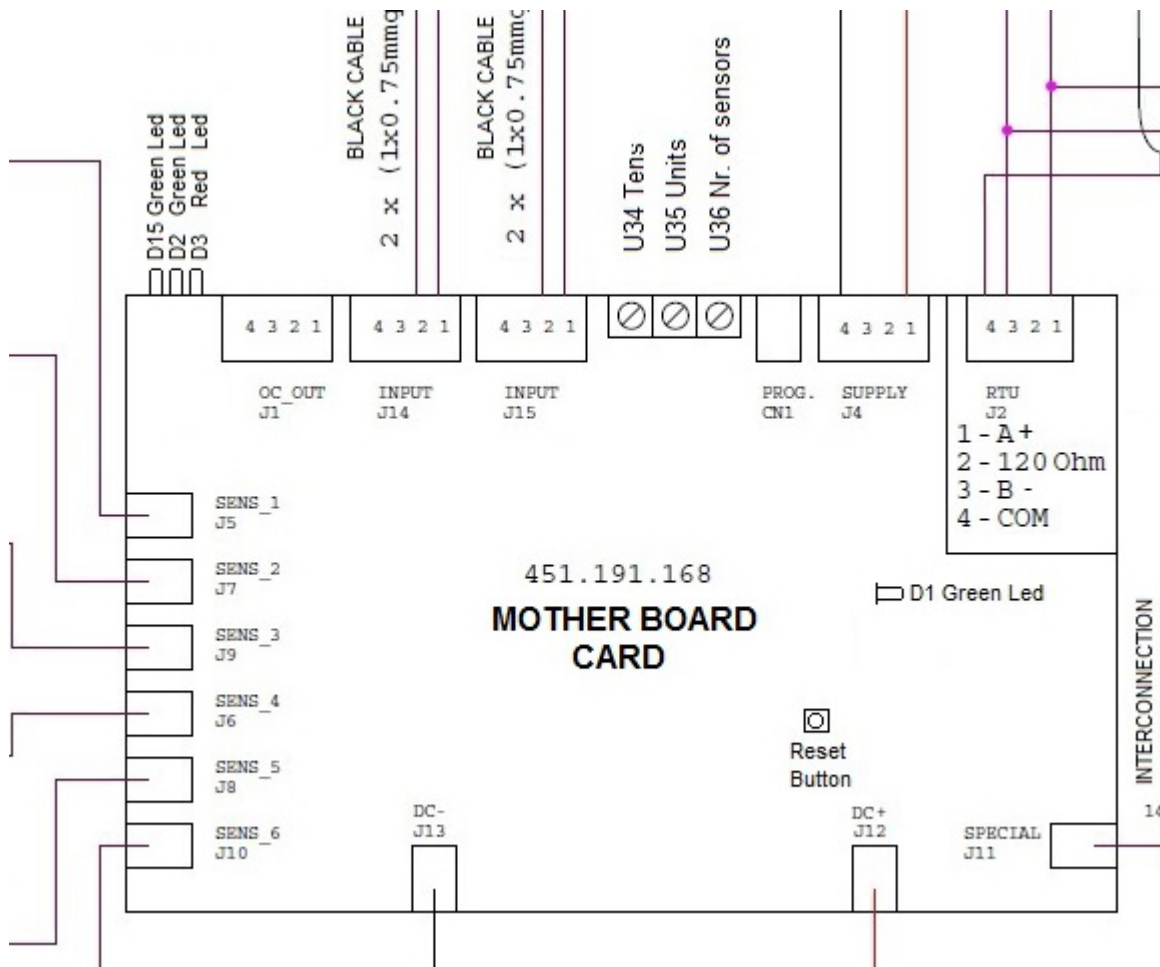 BLACK CABLE
2 x (1x0.75mmq
BLACK CABLE
2 x (1x0.75mmq
D15 Green Led
D2 Green Led
D3 Red Led
U34 Tens
U35 Units
U36 Nr. of sensors
4 3 2 1
4 3 2 1
4 3 2 1
4 3 2 1
4 3 2 1
OC_OUT
J1
INPUT
J14
INPUT
J15
PROG.
CN1
SUPPLY
J4
RTU
J2
1 - A +
2 - 120 Ohm
3 - B -
4 - COM
SENS_1
J5
SENS_2
J7
SENS_3
J9
SENS_4
J6
SENS_5
J8
SENS_6
J10
451.191.168
MOTHER BOARD
CARD
D1 Green Led
Reset
Button
INTERCONNECTION
DC-
J13
DC+
J12
SPECIAL
J11